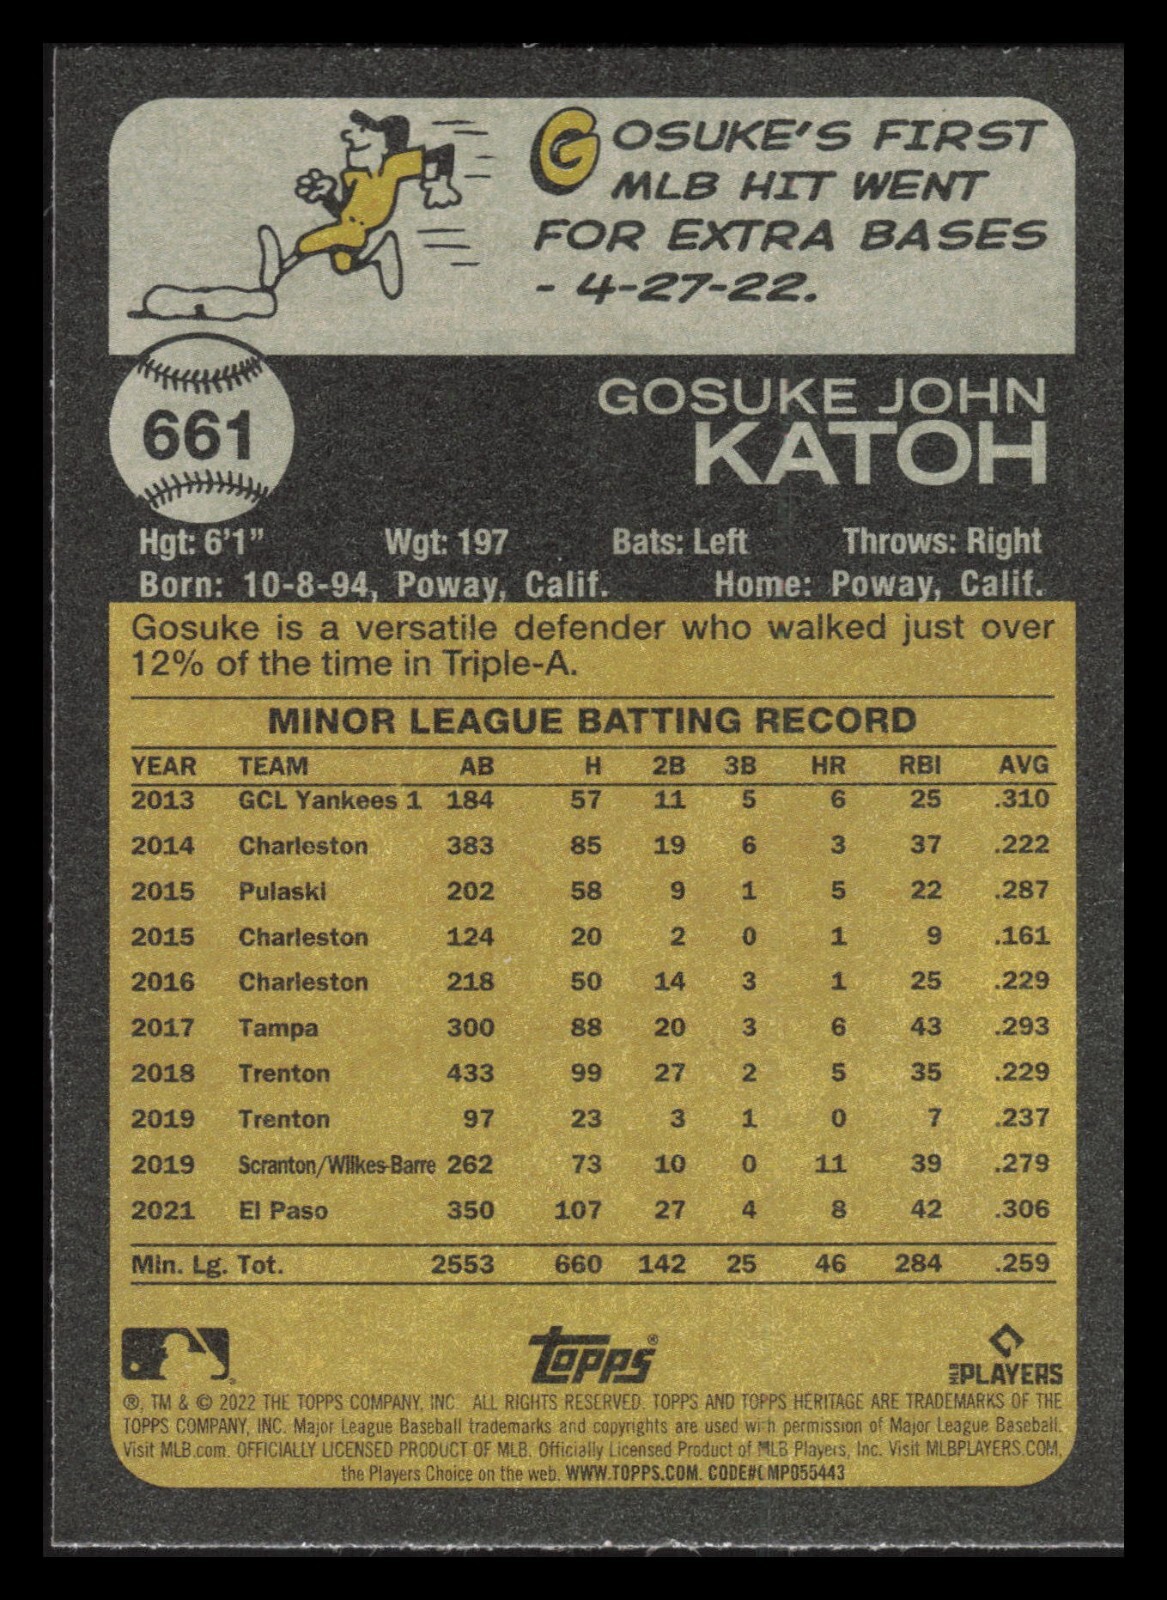 GOSUKE'S FIRST
MLB HIT WENT
FOR EXTRA BASES
- 4-27-22.
661
GOSUKE JOHN
KATOH
Hgt: 6'1" Wgt: 197 Bats: Left Throws: Right
Born: 10-8-94, Poway, Calif. Home: Poway, Calif.
Gosuke is a versatile defender who walked just over
12% of the time in Triple-A.
MINOR LEAGUE BATTING RECORD
YEAR TEAM AB H 2B 3B HR RBI AVG
2013 GCL Yankees 1 184 57 11 5 6 25 .310
2014 Charleston 383 85 19 6 3 37 .222
2015 Pulaski 202 58 9 1 5 22 .287
2015 Charleston 124 20 2 0 1 9 .161
2016 Charleston 218 50 14 3 1 25 .229
2017 Tampa 300 88 20 3 6 43 .293
2018 Trenton 433 99 27 2 5 35 .229
2019 Trenton 97 23 3 1 0 7 .237
2019 Scranton/Wilkes-Barre 262 73 10 0 11 39 .279
2021 El Paso 350 107 27 4 8 42 .306
Min. Lg. Tot. 2553 660 142 25 46 284 .259
Topps® MLB PLAYERS
®, TM & © 2022 THE TOPPS COMPANY, INC. ALL RIGHTS RESERVED. TOPPS AND TOPPS HERITAGE ARE TRADEMARKS OF THE
TOPPS COMPANY, INC. Major League Baseball trademarks and copyrights are used with permission of Major League Baseball.
Visit MLB.com. OFFICIALLY LICENSED PRODUCT OF MLB. Officially Licensed Product of MLB Players, Inc. Visit MLBPLAYERS.COM,
the Players Choice on the web. WWW.TOPPS.COM. CODE#CMP055443